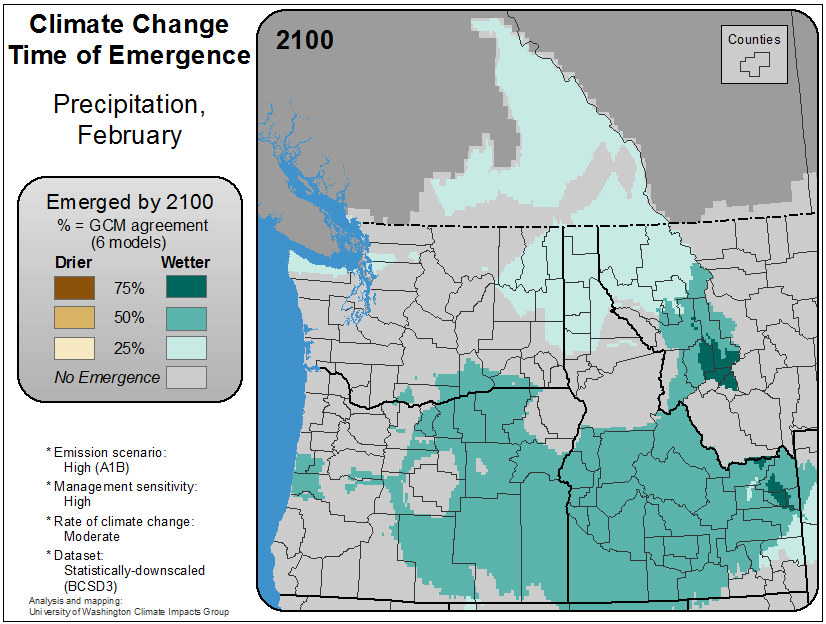 Climate Change
Time of Emergence
Precipitation,
February
Emerged by 2100
% = GCM agreement
(6 models)
Drier Wetter
75%
50%
25%
No Emergence
* Emission scenario:
High (A1B)
* Management sensitivity:
High
* Rate of climate change:
Moderate
* Dataset:
Statistically-downscaled
(BCSD3)
Analysis and mapping:
University of Washington Climate Impacts Group
2100
Counties